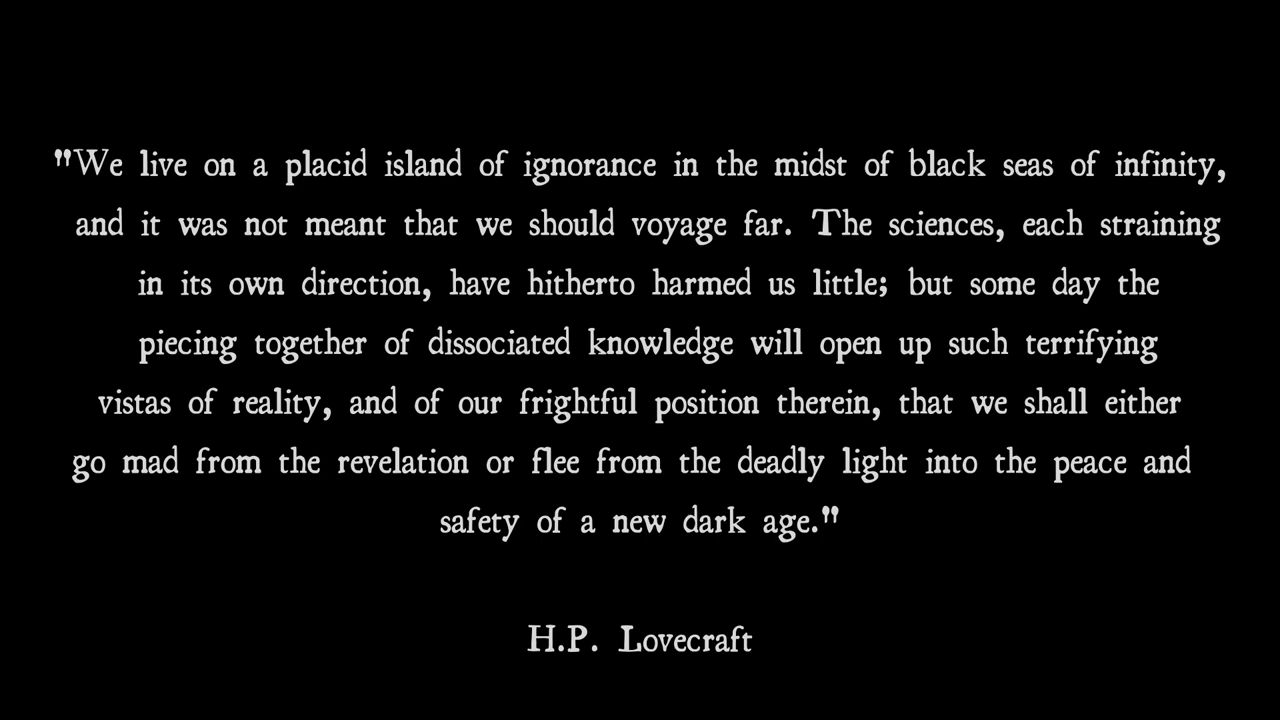 "We live on a placid island of ignorance in the midst of black seas of infinity,
and it was not meant that we should voyage far. The sciences, each straining
in its own direction, have hitherto harmed us little; but some day the
piecing together of dissociated knowledge will open up such terrifying
vistas of reality, and of our frightful position therein, that we shall either
go mad from the revelation or flee from the deadly light into the peace and
safety of a new dark age."
H.P. Lovecraft